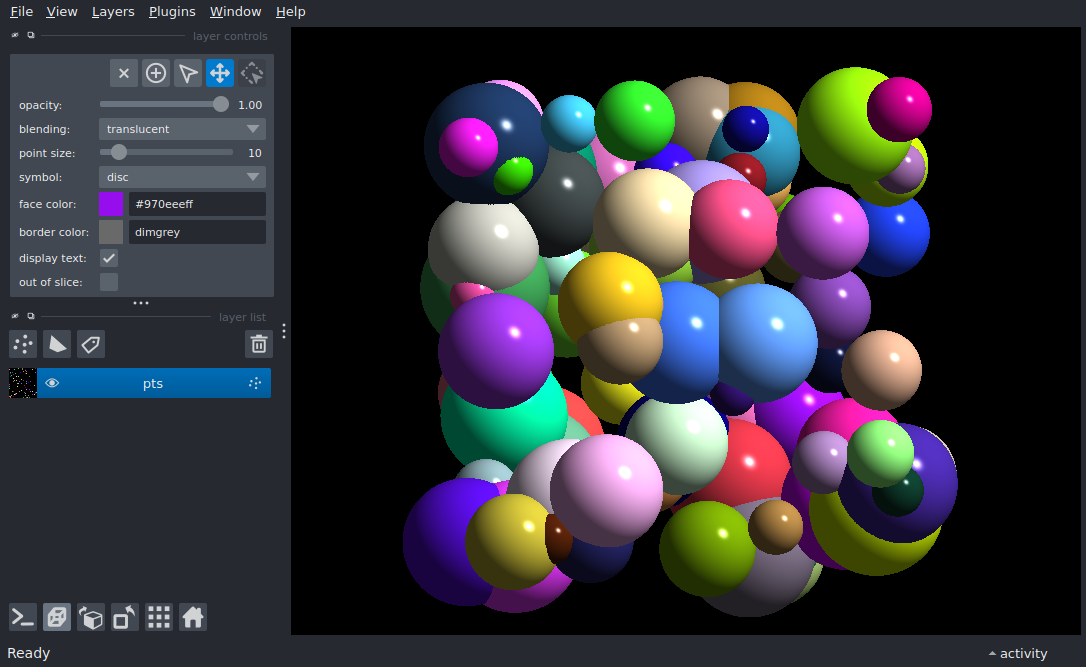 File View Layers Plugins Window Help
layer controls
opacity: 1.00
blending: translucent
point size: 10
symbol: disc
face color: #970eeeff
border color: dimgrey
display text:
out of slice:
layer list
pts
Ready activity